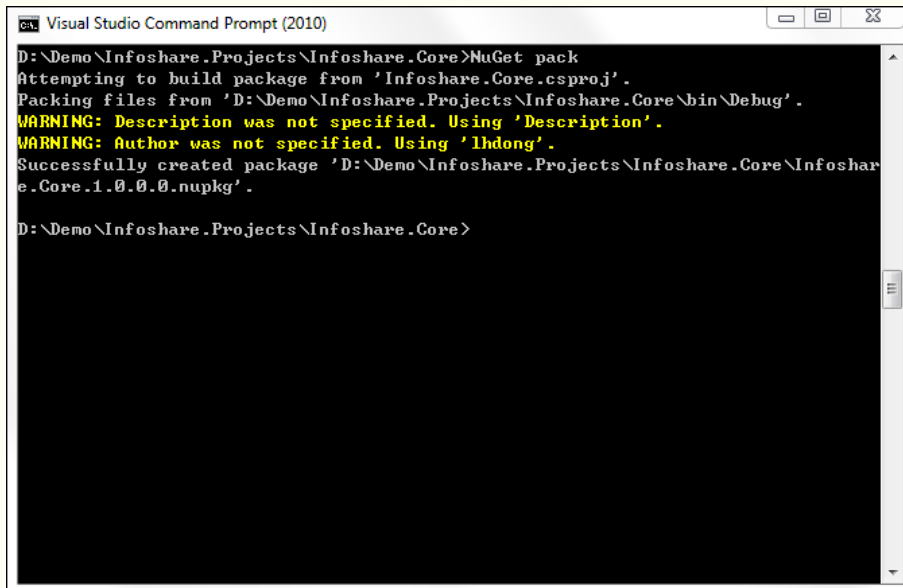 Visual Studio Command Prompt (2010)
D:\Demo\Infoshare.Projects\Infoshare.Core>NuGet pack
Attempting to build package from 'Infoshare.Core.csproj'.
Packing files from 'D:\Demo\Infoshare.Projects\Infoshare.Core\bin\Debug'.
WARNING: Description was not specified. Using 'Description'.
WARNING: Author was not specified. Using 'lhdong'.
Successfully created package 'D:\Demo\Infoshare.Projects\Infoshare.Core\Infoshar
e.Core.1.0.0.0.nupkg'.
D:\Demo\Infoshare.Projects\Infoshare.Core>